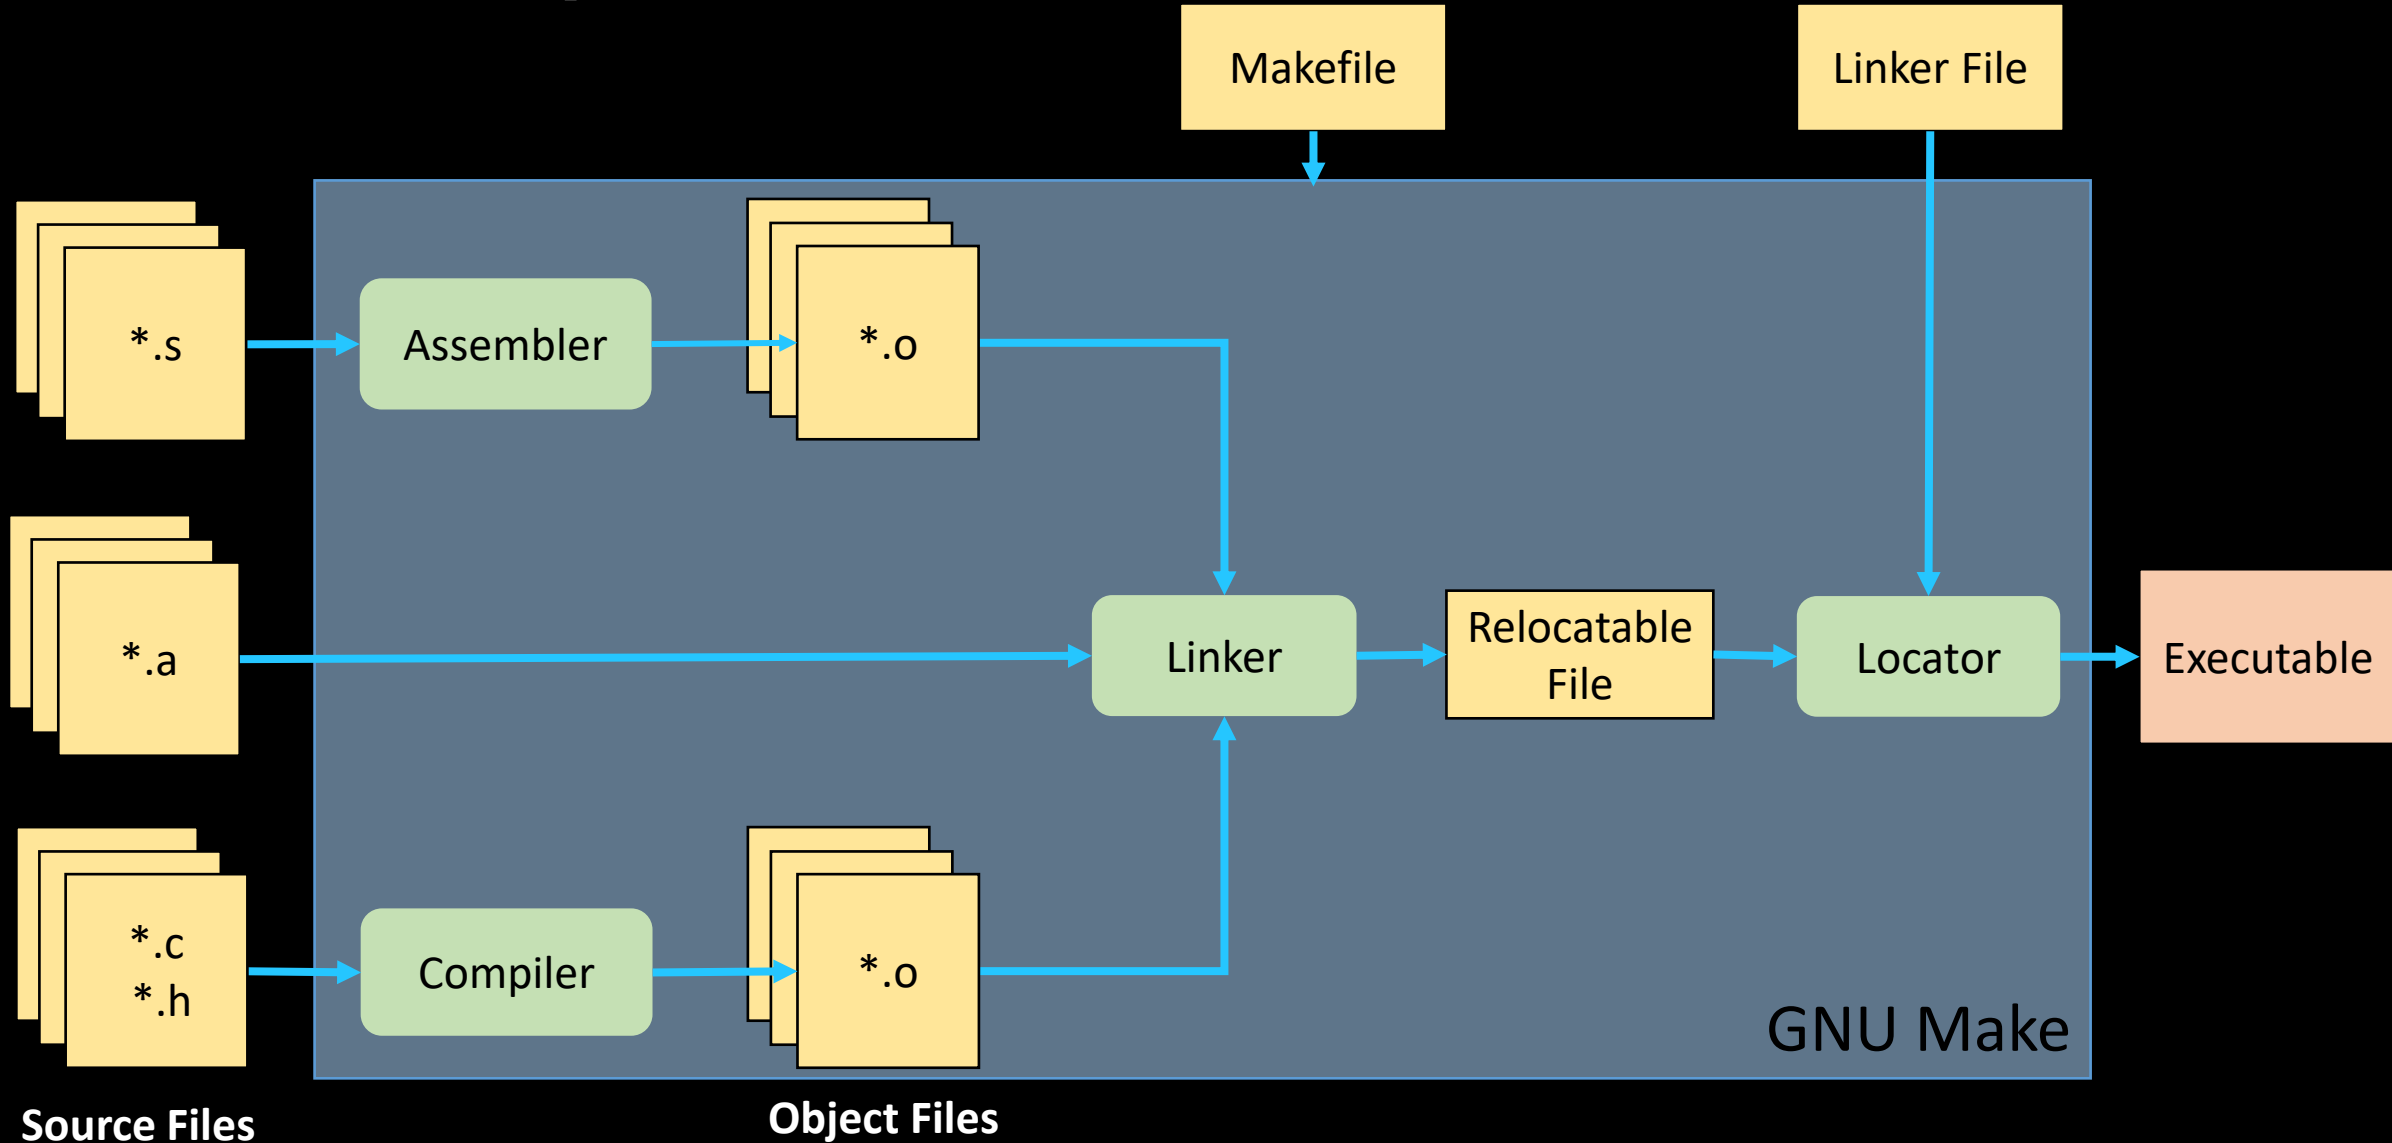 Makefile
Linker File
*.s
Assembler
*.o
*.a
Linker
Relocatable
File
Locator
Executable
*.c
*.h
Compiler
*.o
GNU Make
Source Files
Object Files